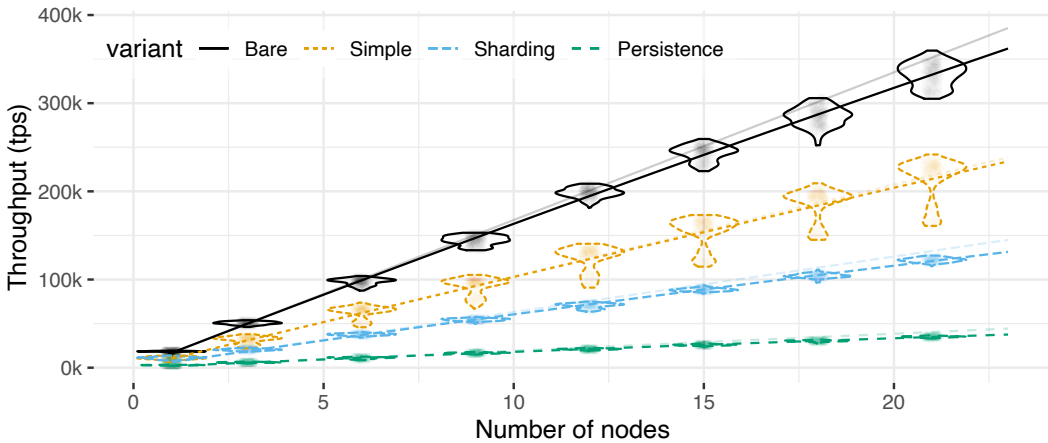 400k
variant Bare Simple Sharding Persistence
300k
200k
100k
0k
Throughput (tps)
0 5 10 15 20
Number of nodes